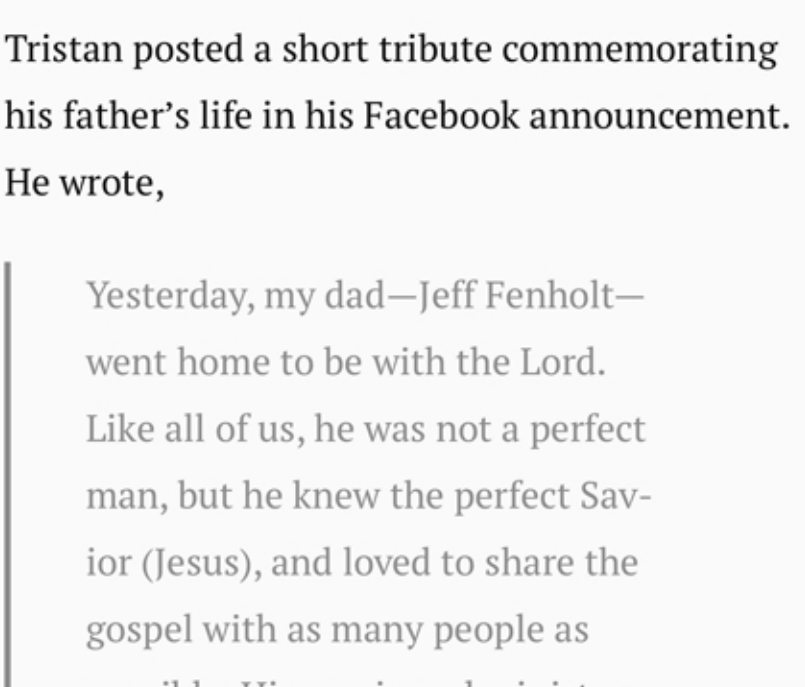 Tristan posted a short tribute commemorating
his father’s life in his Facebook announcement.
He wrote,
Yesterday, my dad—Jeff Fenholt—
went home to be with the Lord.
Like all of us, he was not a perfect
man, but he knew the perfect Sav-
ior (Jesus), and loved to share the
gospel with as many people as